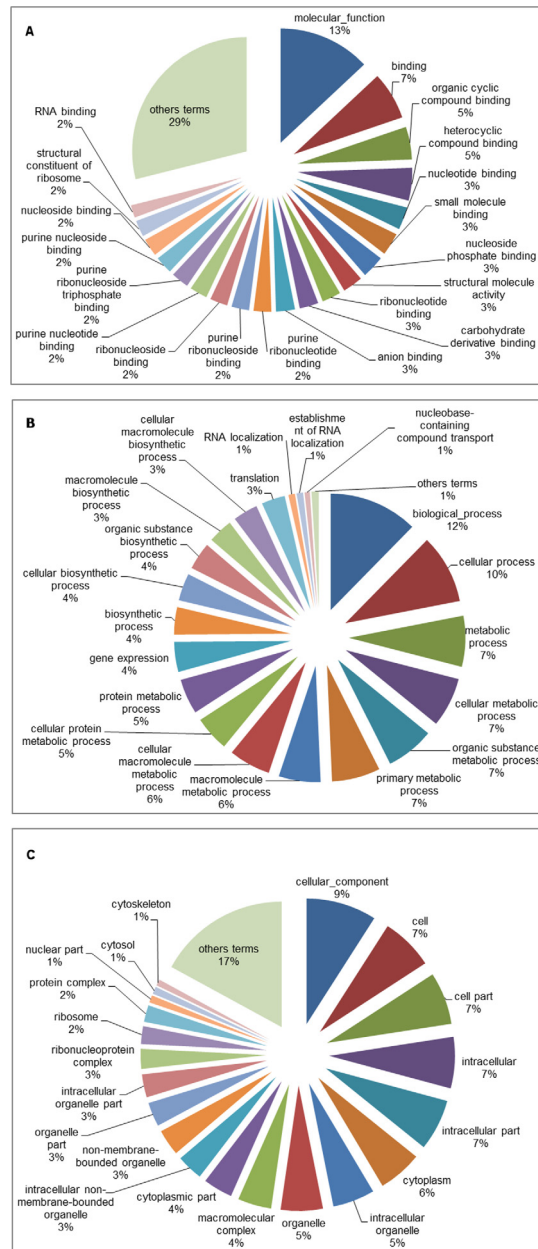 A
molecular_function
13%
binding
7%
organic cyclic
compound binding
5%
heterocyclic
compound binding
5%
nucleotide binding
3%
small molecule
binding
3%
nucleoside
phosphate binding
3%
structural molecule
activity
3%
ribonucleotide
binding
3%
carbohydrate
derivative binding
3%
anion binding
3%
purine
ribonucleotide binding
2%
purine
ribonucleoside binding
2%
ribonucleoside binding
2%
purine nucleotide binding
2%
purine
ribonucleoside
triphosphate binding
2%
purine nucleoside
binding
2%
nucleoside binding
2%
structural
constituent of
ribosome
2%
RNA binding
2%
others terms
29%
B
biological_process
12%
cellular process
10%
metabolic
process
7%
cellular metabolic
process
7%
organic substance
metabolic process
7%
primary metabolic
process
7%
macromolecule
metabolic process
6%
cellular
macromolecule
metabolic process
6%
cellular protein
metabolic process
5%
protein metabolic
process
5%
gene expression
4%
biosynthetic
process
4%
cellular biosynthetic
process
4%
organic substance
biosynthetic process
4%
macromolecule
biosynthetic process
3%
cellular
macromolecule
biosynthetic
process
3%
translation
3%
RNA localization
1%
establishme
nt of RNA
localization
1%
nucleobase-
containing
compound transport
1%
others terms
1%
C
cellular_component
9%
cell
7%
cell part
7%
intracellular
7%
intracellular part
7%
cytoplasm
6%
intracellular
organelle
5%
organelle
5%
macromolecular
complex
4%
cytoplasmic part
4%
intracellular non-
membrane-bounded
organelle
3%
non-membrane-
bounded organelle
3%
organelle
part
3%
intracellular
organelle part
3%
ribonucleoprotein
complex
3%
ribosome
2%
protein complex
2%
nuclear part
1%
cytosol
1%
cytoskeleton
1%
others terms
17%